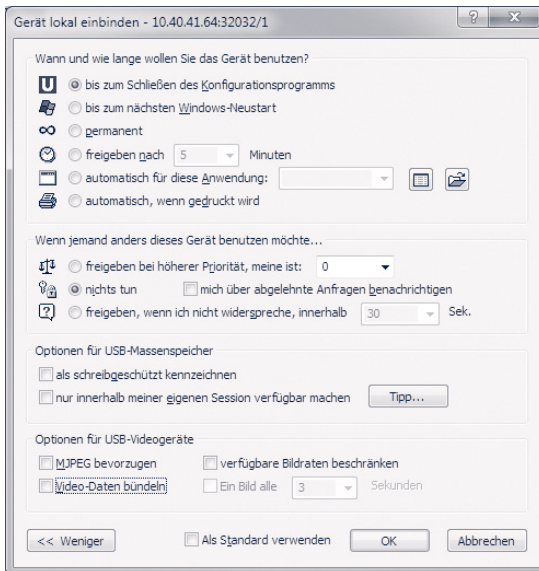 Gerät lokal einbinden - 10.40.41.64:32032/1
Wann und wie lange wollen Sie das Gerät benutzen?
bis zum Schließen des Konfigurationsprogramms
bis zum nächsten Windows-Neustart
permanent
freigeben nach 5 Minuten
automatisch für diese Anwendung:
automatisch, wenn gedruckt wird
Wenn jemand anders dieses Gerät benutzen möchte...
freigeben bei höherer Priorität, meine ist: 0
nichts tun mich über abgelehnte Anfragen benachrichtigen
freigeben, wenn ich nicht widerspreche, innerhalb 30 Sek.
Optionen für USB-Massenspeicher
als schreibgeschützt kennzeichnen
nur innerhalb meiner eigenen Session verfügbar machen Tipp...
Optionen für USB-Videogeräte
MJPEG bevorzugen verfügbare Bildraten beschränken
Video-Daten bündeln Ein Bild alle 3 Sekunden
<< Weniger Als Standard verwenden OK Abbrechen